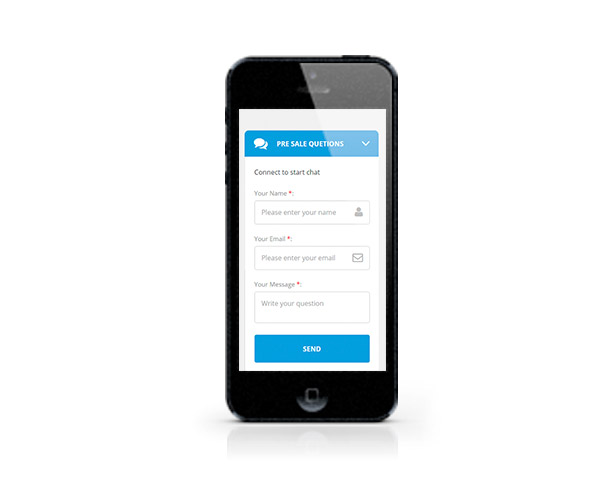 PRE SALE QUETIONS
Connect to start chat
Your Name *:
Please enter your name
Your Email *:
Please enter your email
Your Message *:
Write your question
SEND